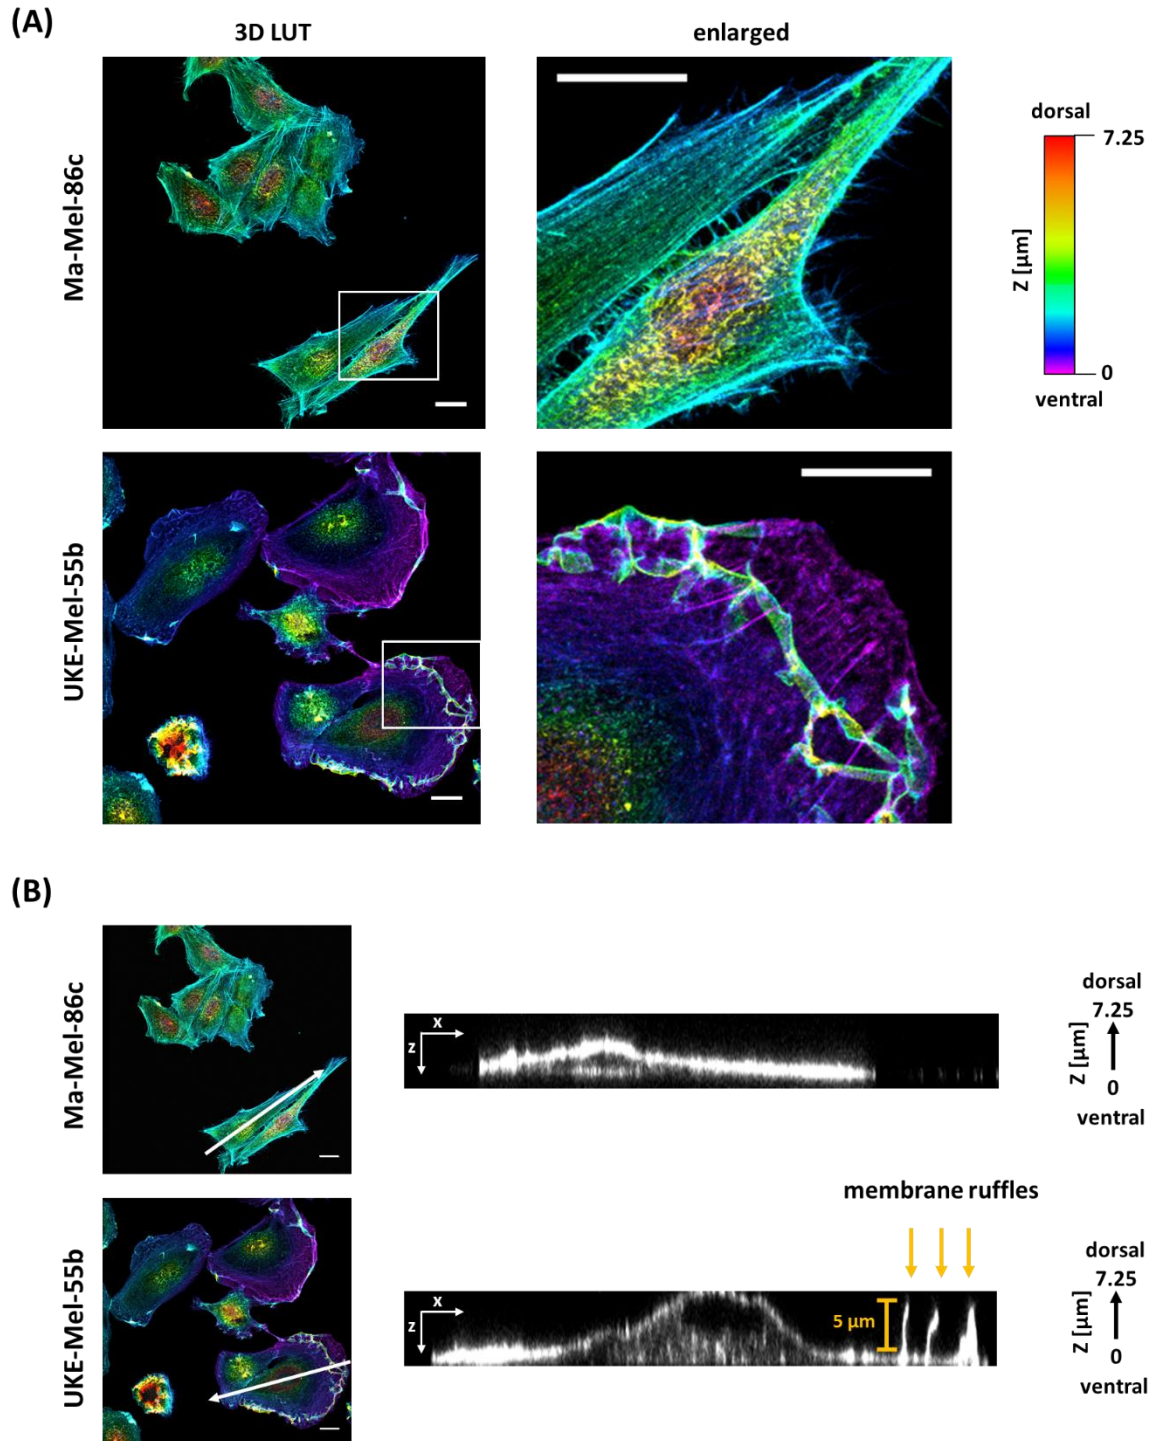 (A)
3D LUT
enlarged
Ma-Mel-86c
dorsal
7.25
Z [µm]
0
ventral
UKE-Mel-55b
(B)
Ma-Mel-86c
x
z
dorsal
7.25
Z [µm]
0
ventral
membrane ruffles
UKE-Mel-55b
x
z
5 µm
dorsal
7.25
Z [µm]
0
ventral